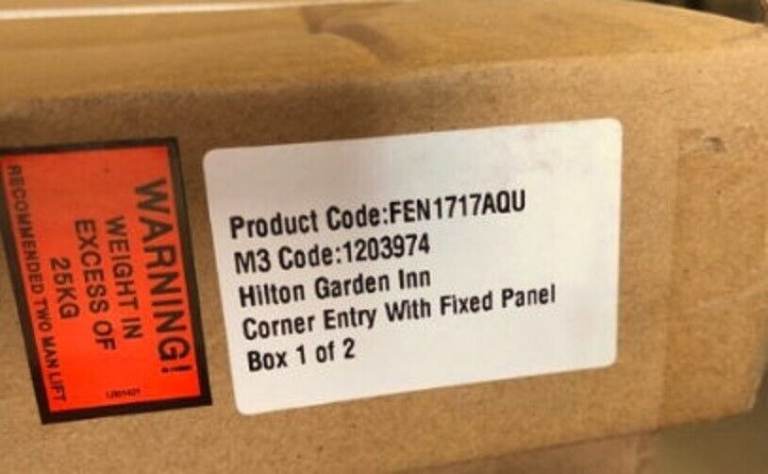 WARNING!
WEIGHT IN
EXCESS OF
25KG
RECOMMENDED TWO MAN LIFT
Product Code:FEN1717AQU
M3 Code:1203974
Hilton Garden Inn
Corner Entry With Fixed Panel
Box 1 of 2